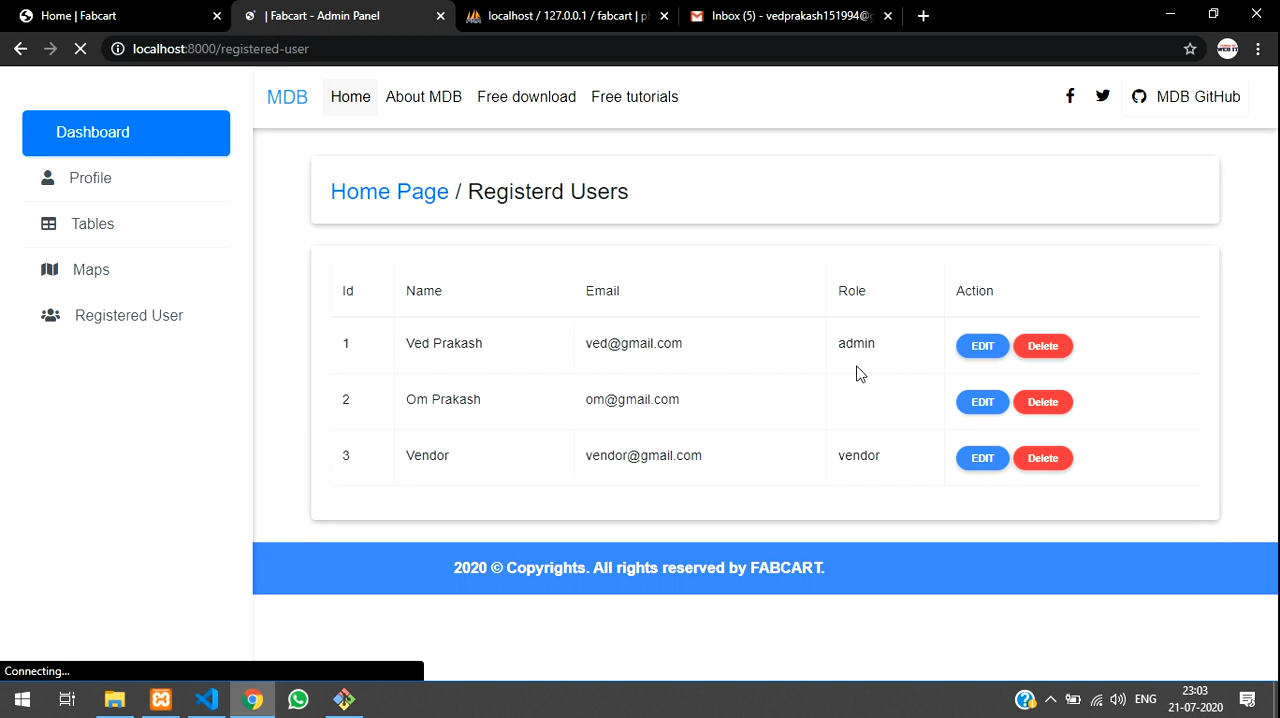 Home | Fabcart
| Fabcart - Admin Panel
localhost / 127.0.0.1 / fabcart | p
Inbox (5) - vedprakash151994@
localhost:8000/registered-user
MDB
Home
About MDB
Free download
Free tutorials
MDB GitHub
Dashboard
Profile
Tables
Maps
Registered User
Home Page / Registerd Users
Id Name Email Role Action
1 Ved Prakash ved@gmail.com admin EDIT Delete
2 Om Prakash om@gmail.com EDIT Delete
3 Vendor vendor@gmail.com vendor EDIT Delete
2020 © Copyrights. All rights reserved by FABCART.
Connecting...
ENG
23:03
21-07-2020